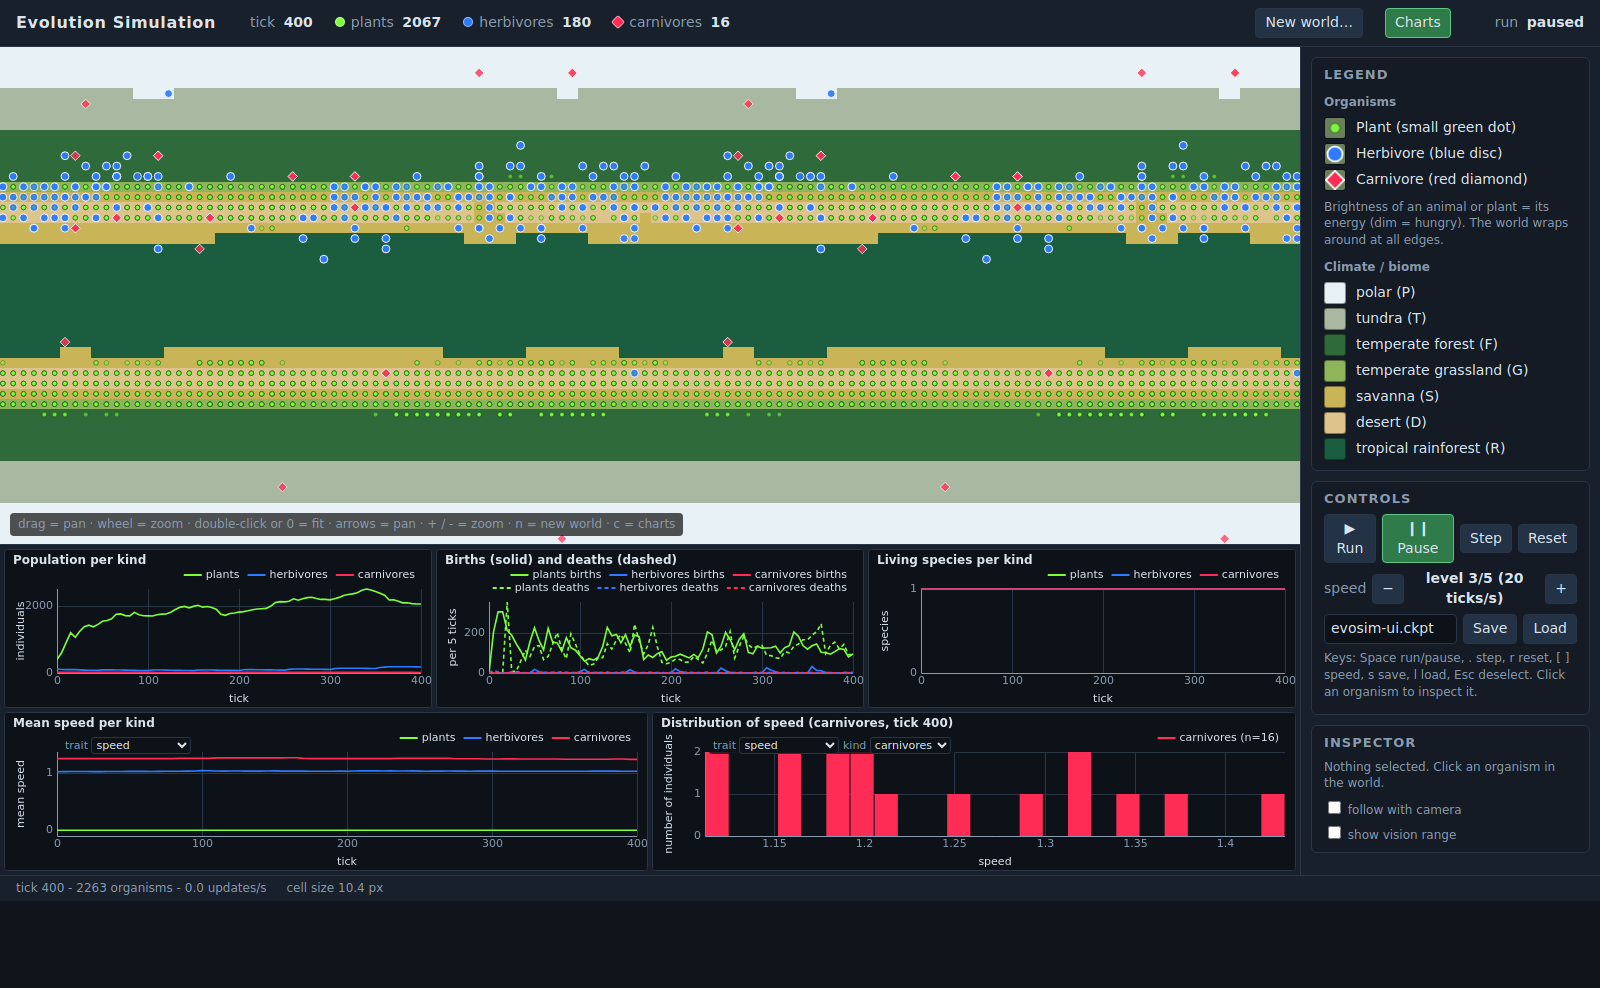 Evolution Simulation
tick 400
plants 2067
herbivores 180
carnivores 16
New world...
Charts
run paused
LEGEND
Organisms
Plant (small green dot)
Herbivore (blue disc)
Carnivore (red diamond)
Brightness of an animal or plant = its
energy (dim = hungry). The world wraps
around at all edges.
Climate / biome
polar (P)
tundra (T)
temperate forest (F)
temperate grassland (G)
savanna (S)
desert (D)
tropical rainforest (R)
drag = pan · wheel = zoom · double-click or 0 = fit · arrows = pan · + / - = zoom · n = new world · c = charts
CONTROLS
Run
Pause
Step
Reset
speed
−
level 3/5 (20
ticks/s)
+
evosim-ui.ckpt
Save
Load
Keys: Space run/pause, . step, r reset, [ ]
speed, s save, l load, Esc deselect. Click
an organism to inspect it.
INSPECTOR
Nothing selected. Click an organism in
the world.
follow with camera
show vision range
Population per kind
plants herbivores carnivores
individuals
2000
0
0 100 200 300 400
tick
Births (solid) and deaths (dashed)
plants births herbivores births carnivores births
plants deaths herbivores deaths carnivores deaths
per 5 ticks
200
0
0 100 200 300 400
tick
Living species per kind
plants herbivores carnivores
species
1
0
0 100 200 300 400
tick
Mean speed per kind
trait speed
plants herbivores carnivores
mean speed
1
0
0 100 200 300 400
tick
Distribution of speed (carnivores, tick 400)
trait speed kind carnivores
carnivores (n=16)
number of individuals
2
1
0
1.15 1.2 1.25 1.3 1.35 1.4
speed
tick 400 - 2263 organisms - 0.0 updates/s
cell size 10.4 px